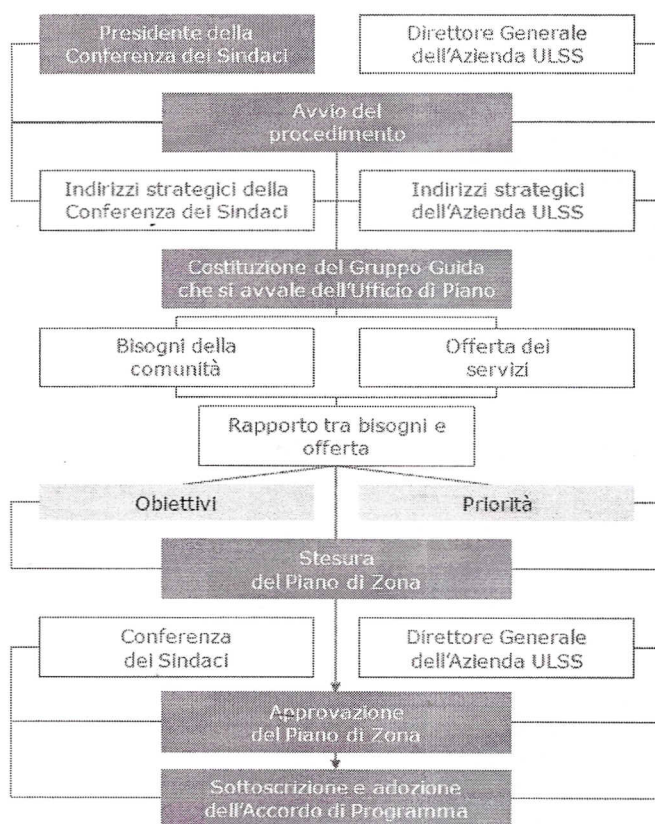 Presidente della
Conferenza dei Sindaci
Direttore Generale
dell'Azienda ULSS
Avvio del
procedimento
Indirizzi strategici della
Conferenza dei Sindaci
Indirizzi strategici
dell'Azienda ULSS
Costituzione del Gruppo Guida
che si avvale dell'Ufficio di Piano
Bisogni della
comunità
Offerta dei
servizi
Rapporto tra bisogni e
offerta
Obiettivi
Priorità
Stesura
del Piano di Zona
Conferenza
dei Sindaci
Direttore Generale
dell'Azienda ULSS
Approvazione
del Piano di Zona
Sottoscrizione e adozione
dell'Accordo di Programma